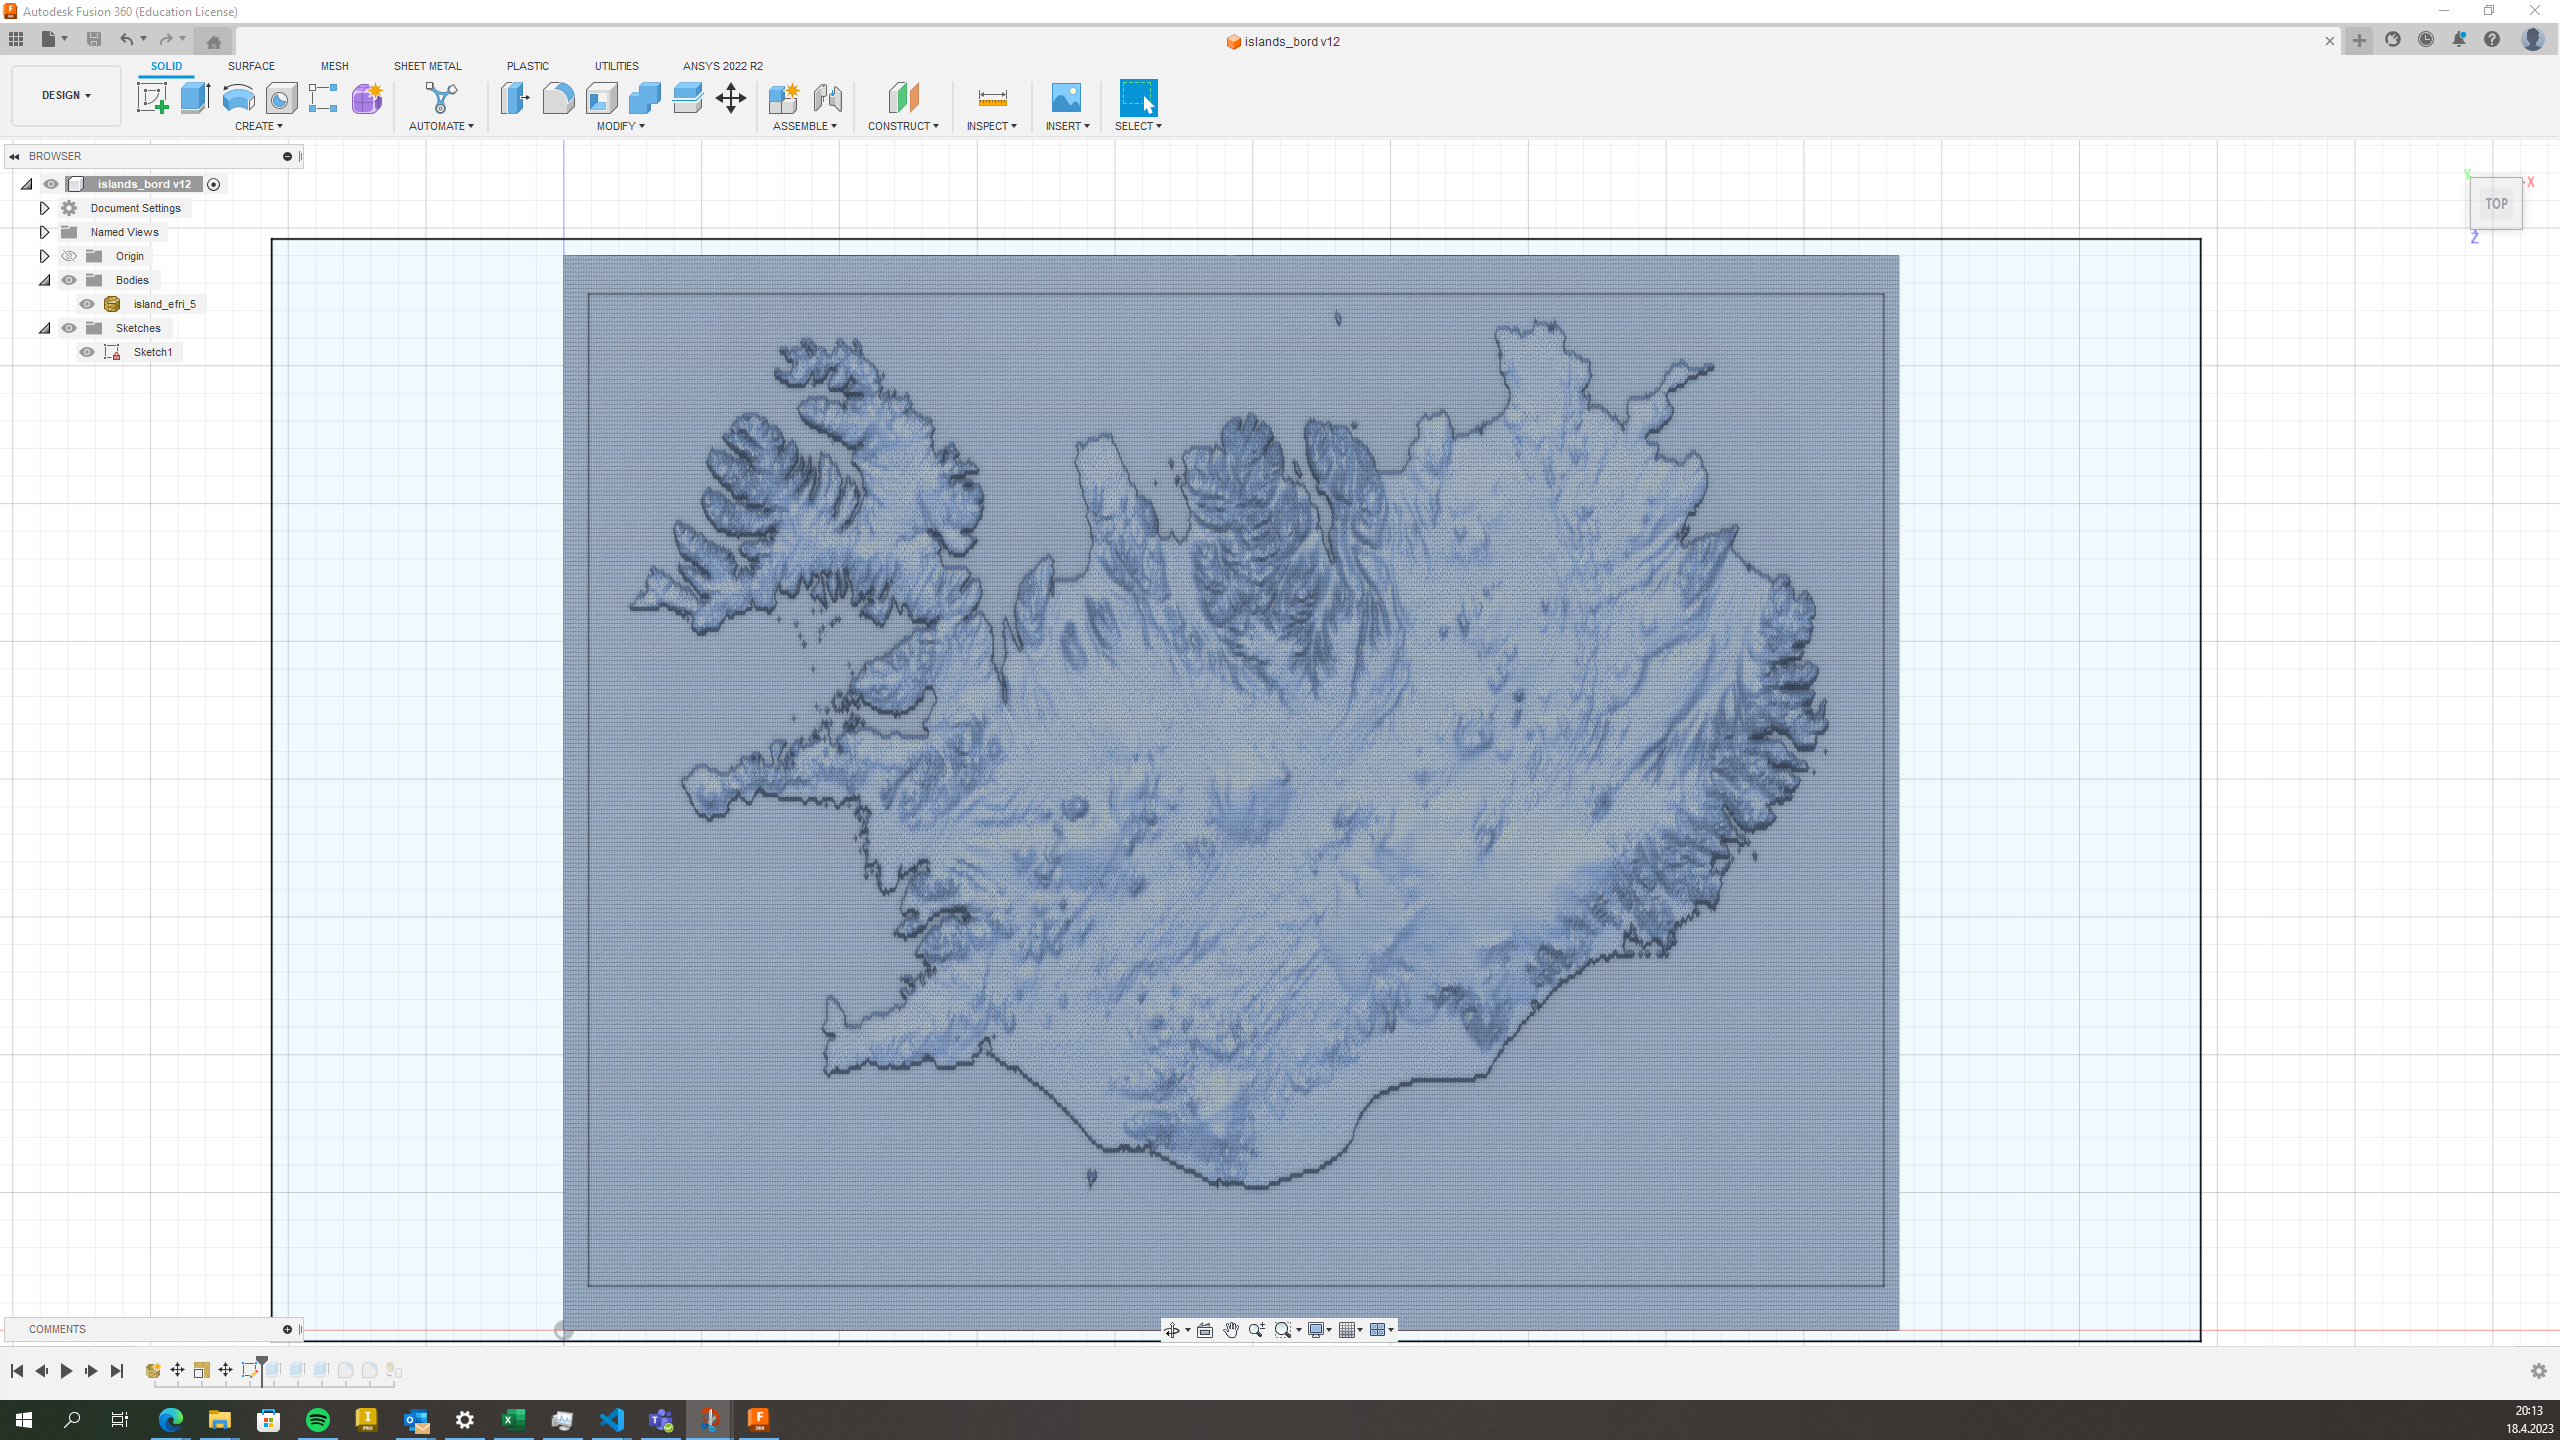 Autodesk Fusion 360 (Education License)
islands_bord v12
SOLID SURFACE MESH SHEET METAL PLASTIC UTILITIES ANSYS 2022 R2
DESIGN
CREATE AUTOMATE MODIFY ASSEMBLE CONSTRUCT INSPECT INSERT SELECT
BROWSER
islands_bord v12
Document Settings
Named Views
Origin
Bodies
island_efri_5
Sketches
Sketch1
Y
X
TOP
Z
COMMENTS
20:13
18.4.2023